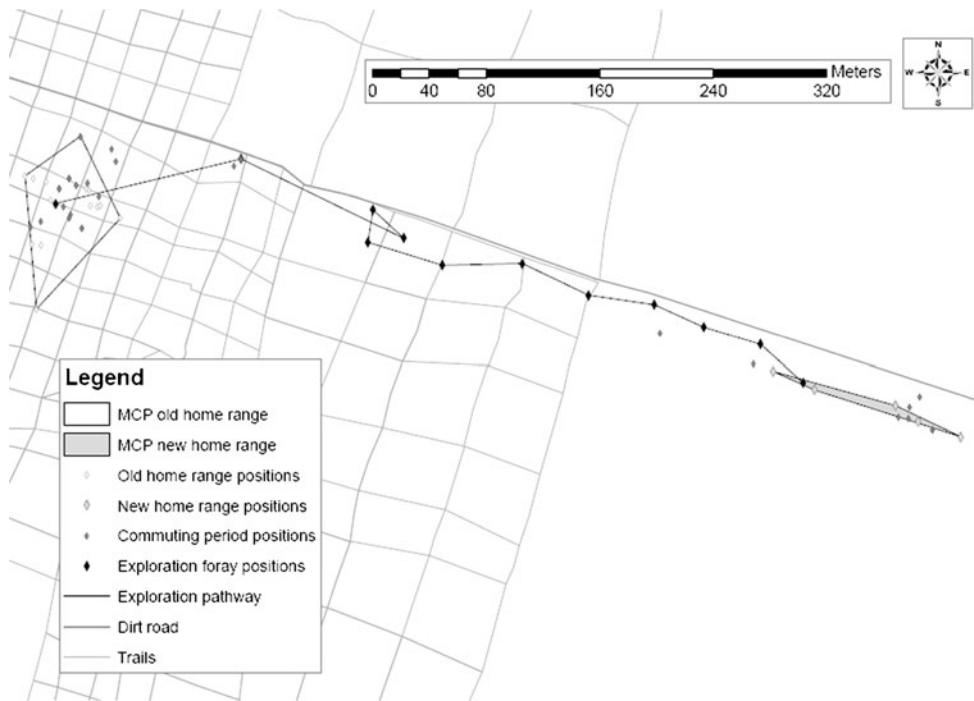 N
W E
S
Meters
0 40 80 160 240 320
Legend
MCP old home range
MCP new home range
Old home range positions
New home range positions
Commuting period positions
Exploration foray positions
Exploration pathway
Dirt road
Trails